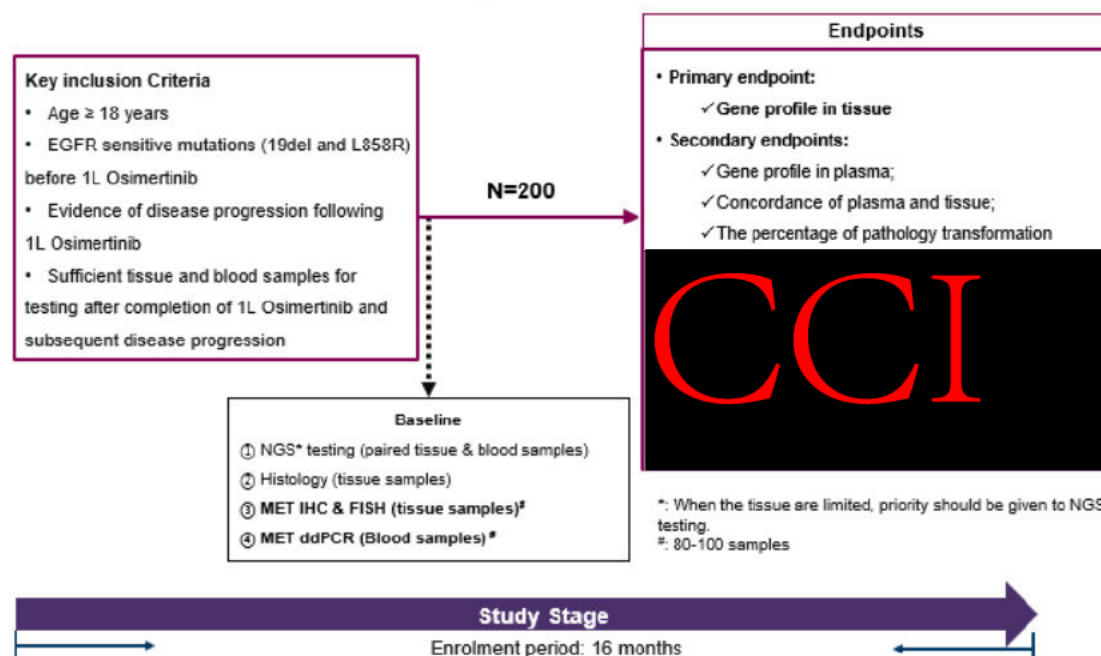 Key inclusion Criteria
• Age ≥ 18 years
• EGFR sensitive mutations (19del and L858R)
before 1L Osimertinib
• Evidence of disease progression following
1L Osimertinib
• Sufficient tissue and blood samples for
testing after completion of 1L Osimertinib and
subsequent disease progression
N=200
Endpoints
• Primary endpoint:
✓Gene profile in tissue
• Secondary endpoints:
✓Gene profile in plasma;
✓Concordance of plasma and tissue;
✓The percentage of pathology transformation
CCI
Baseline
① NGS* testing (paired tissue & blood samples)
② Histology (tissue samples)
③ MET IHC & FISH (tissue samples)#
④ MET ddPCR (Blood samples) #
*: When the tissue are limited, priority should be given to NGS
testing.
#: 80-100 samples
Study Stage
Enrolment period: 16 months